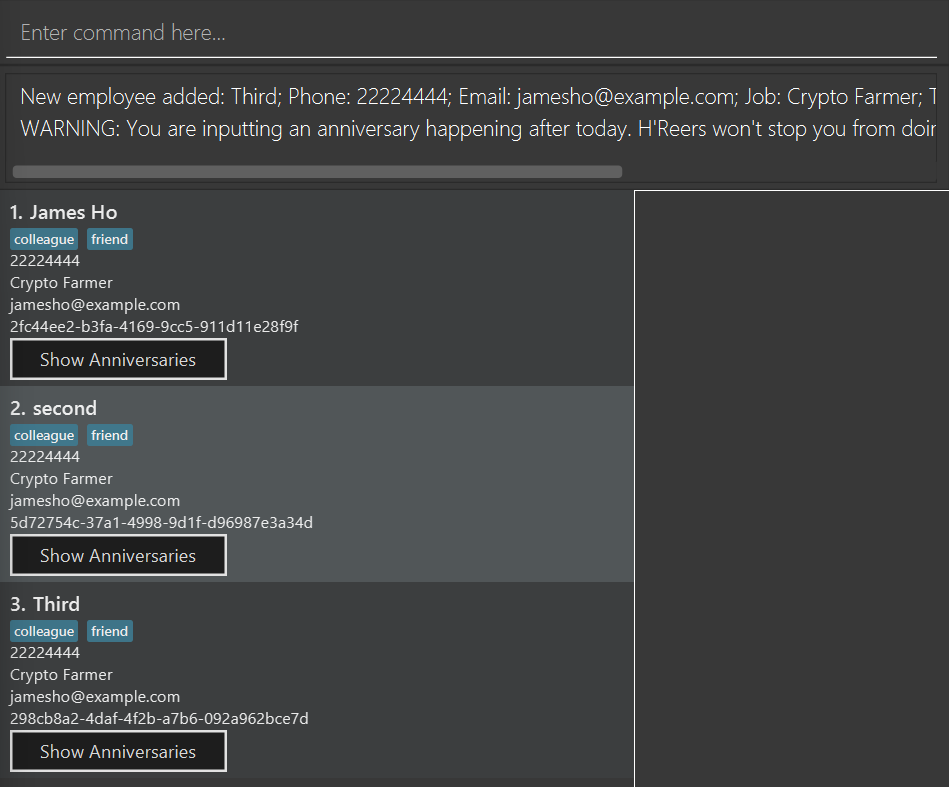 Enter command here...
New employee added: Third; Phone: 22224444; Email: jamesho@example.com; Job: Crypto Farmer;
WARNING: You are inputting an anniversary happening after today. H'Reers won't stop you from
1. James Ho
colleague friend
22224444
Crypto Farmer
jamesho@example.com
2fc44ee2-b3fa-4169-9cc5-911d11e28f9f
Show Anniversaries
2. second
colleague friend
22224444
Crypto Farmer
jamesho@example.com
5d72754c-37a1-4998-9d1f-d96987e3a34d
Show Anniversaries
3. Third
colleague friend
22224444
Crypto Farmer
jamesho@example.com
298cb8a2-4daf-4f2b-a7b6-092a962bce7d
Show Anniversaries